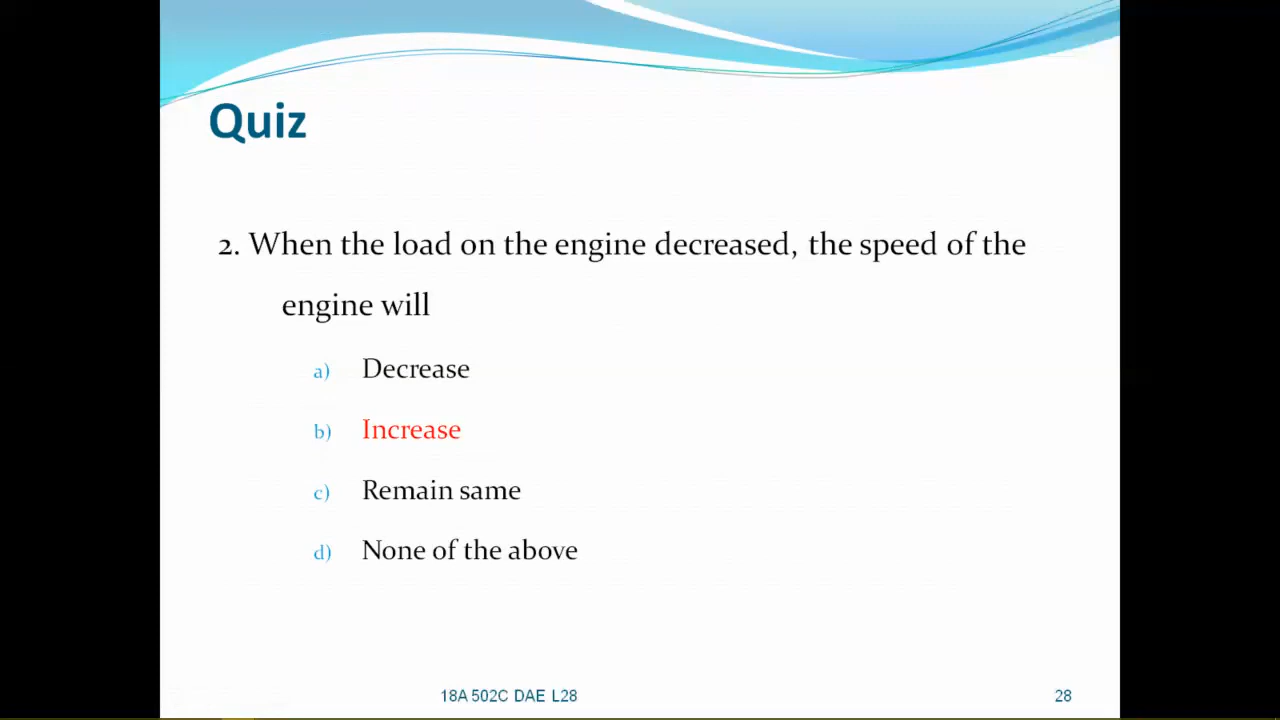 Quiz
2. When the load on the engine decreased, the speed of the
engine will
a) Decrease
b) Increase
c) Remain same
d) None of the above
18A 502C DAE L28
28